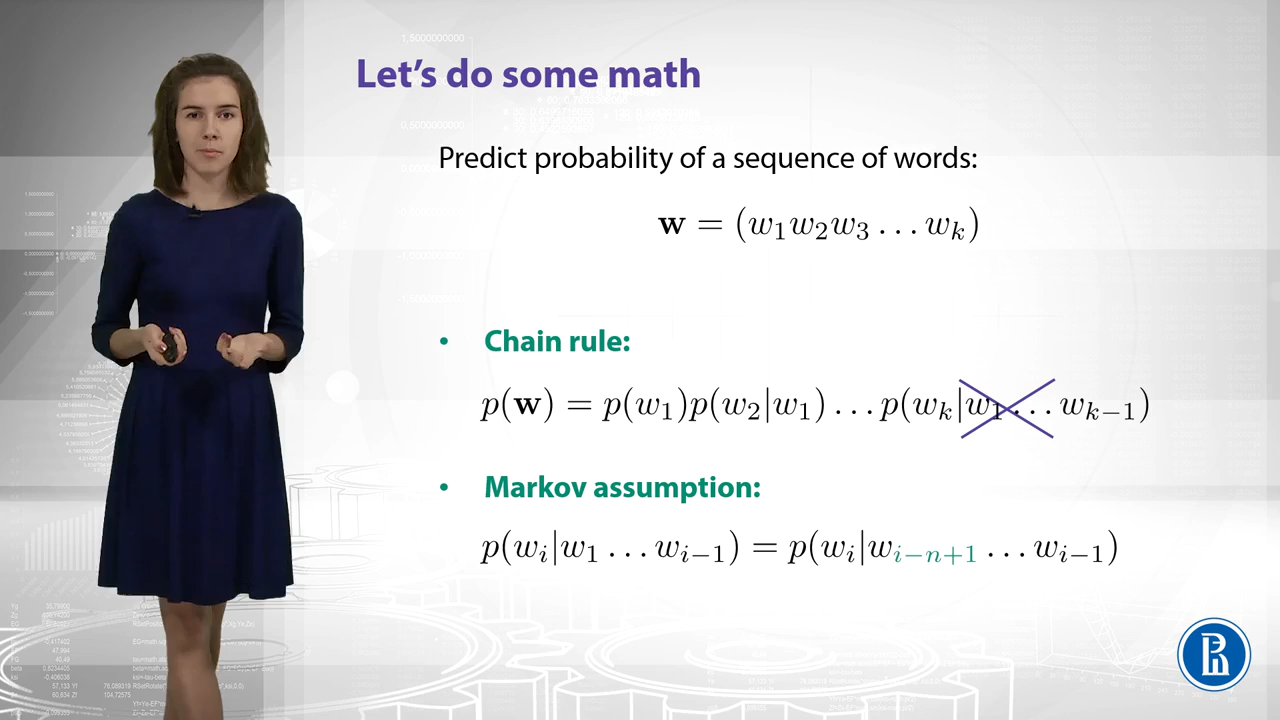 Let's do some math
Predict probability of a sequence of words:
w = (w₁w₂w₃ … wₖ)
• Chain rule:
p(w) = p(w₁)p(w₂|w₁) … p(wₖ|w₁ … wₖ₋₁)
• Markov assumption:
p(wᵢ|w₁ … wᵢ₋₁) = p(wᵢ|wᵢ₋ₙ₊₁ … wᵢ₋₁)